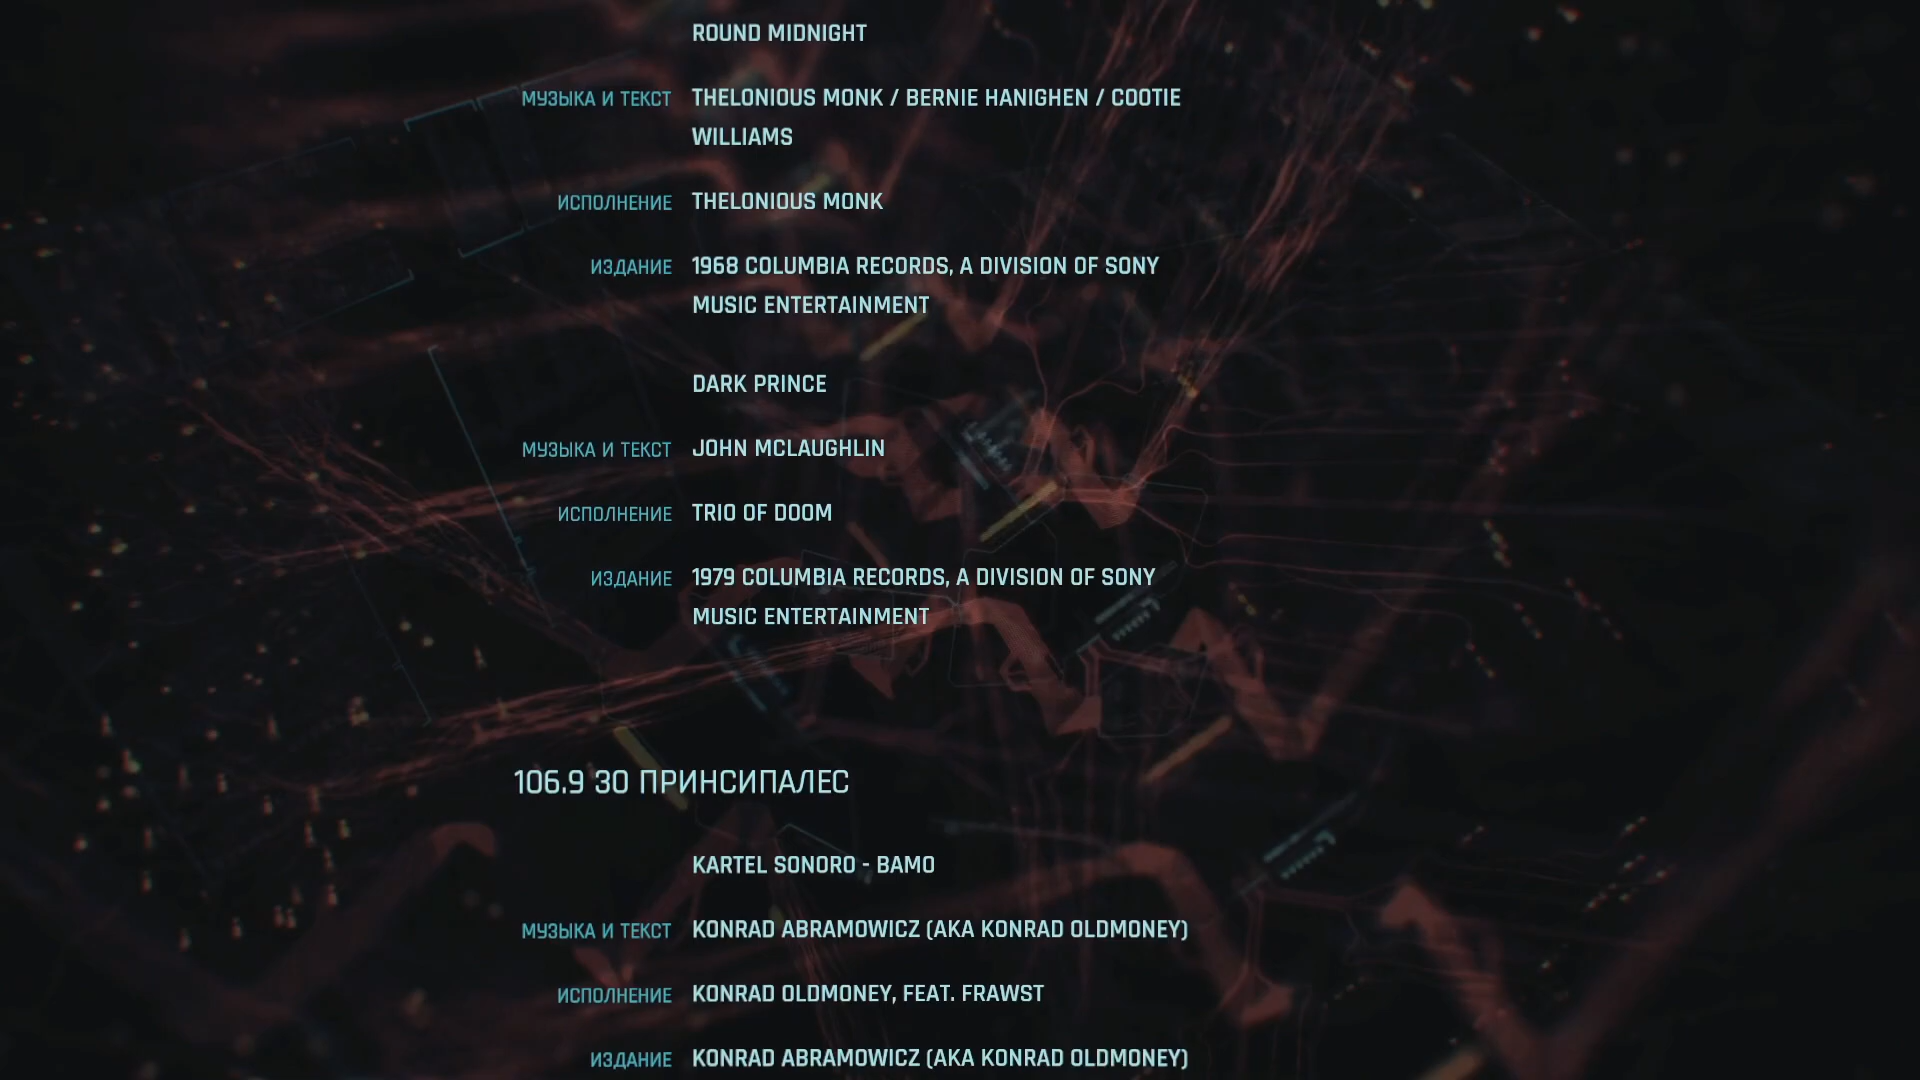 ROUND MIDNIGHT
МУЗЫКА И ТЕКСТ THELONIOUS MONK / BERNIE HANIGHEN / COOTIE
WILLIAMS
ИСПОЛНЕНИЕ THELONIOUS MONK
ИЗДАНИЕ 1968 COLUMBIA RECORDS, A DIVISION OF SONY
MUSIC ENTERTAINMENT
DARK PRINCE
МУЗЫКА И ТЕКСТ JOHN MCLAUGHLIN
ИСПОЛНЕНИЕ TRIO OF DOOM
ИЗДАНИЕ 1979 COLUMBIA RECORDS, A DIVISION OF SONY
MUSIC ENTERTAINMENT
106.9 30 ПРИНСИПАЛЕС
KARTEL SONORO - BAMO
МУЗЫКА И ТЕКСТ KONRAD ABRAMOWICZ (AKA KONRAD OLDMONEY)
ИСПОЛНЕНИЕ KONRAD OLDMONEY, FEAT. FRAWST
ИЗДАНИЕ KONRAD ABRAMOWICZ (AKA KONRAD OLDMONEY)